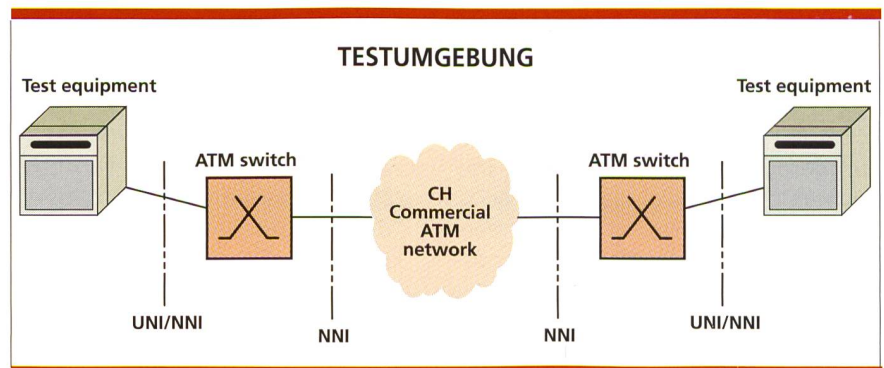 TESTUMGEBUNG
Test equipment
Test equipment
ATM switch
ATM switch
CH
Commercial
ATM
network
UNI/NNI
NNI
NNI
UNI/NNI